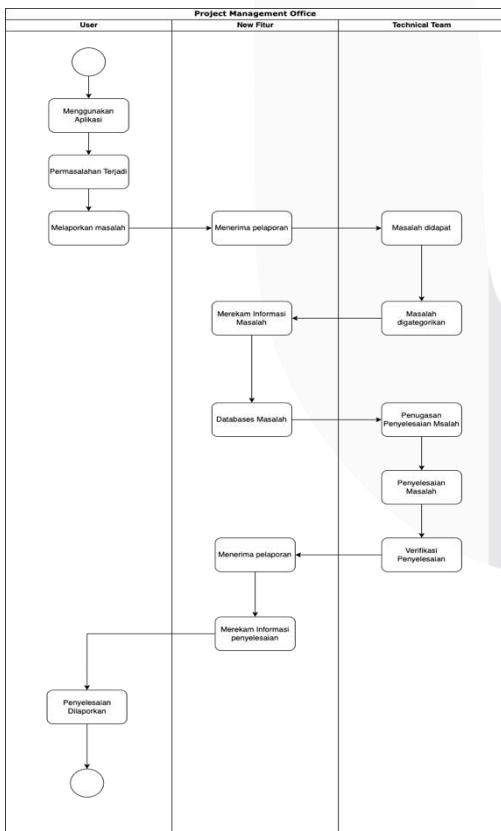 Project Management Office
User
New Fitur
Technical Team
Menggunakan
Aplikasi
Permasalahan Terjadi
Melaporkan masalah
Menerima pelaporan
Masalah didapat
Masalah
digategorikan
Merekam Informasi
Masalah
Databases Masalah
Penugasan
Penyelesaian Msalah
Penyelesaian
Masalah
Verifikasi
Penyelesaian
Menerima pelaporan
Merekam Informasi
penyelesaian
Penyelesaian
Dilaporkan